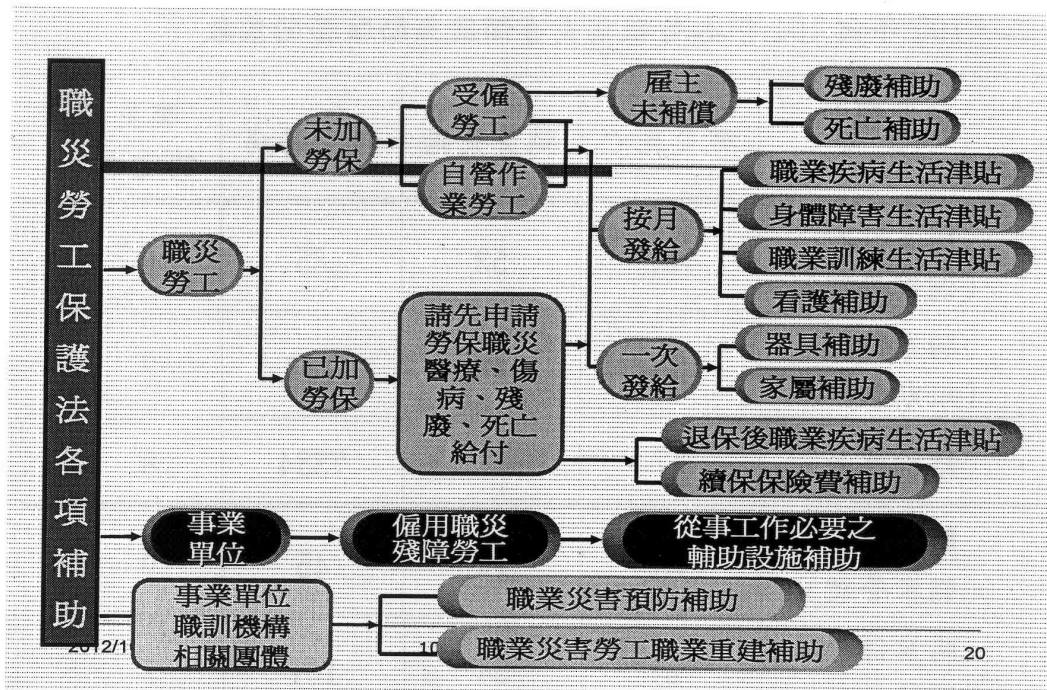 職災勞工保護法各項補助
職災
勞工
未加
勞保
已加
勞保
受僱
勞工
自營作
業勞工
雇主
未補償
殘廢補助
死亡補助
按月
發給
職業疾病生活津貼
身體障害生活津貼
職業訓練生活津貼
看護補助
請先申請
勞保職災
醫療、傷
病、殘
廢、死亡
給付
一次
發給
器具補助
家屬補助
退保後職業疾病生活津貼
續保保險費補助
事業
單位
僱用職災
殘障勞工
從事工作必要之
輔助設施補助
事業單位
職訓機構
相關團體
職業災害預防補助
職業災害勞工職業重建補助
20